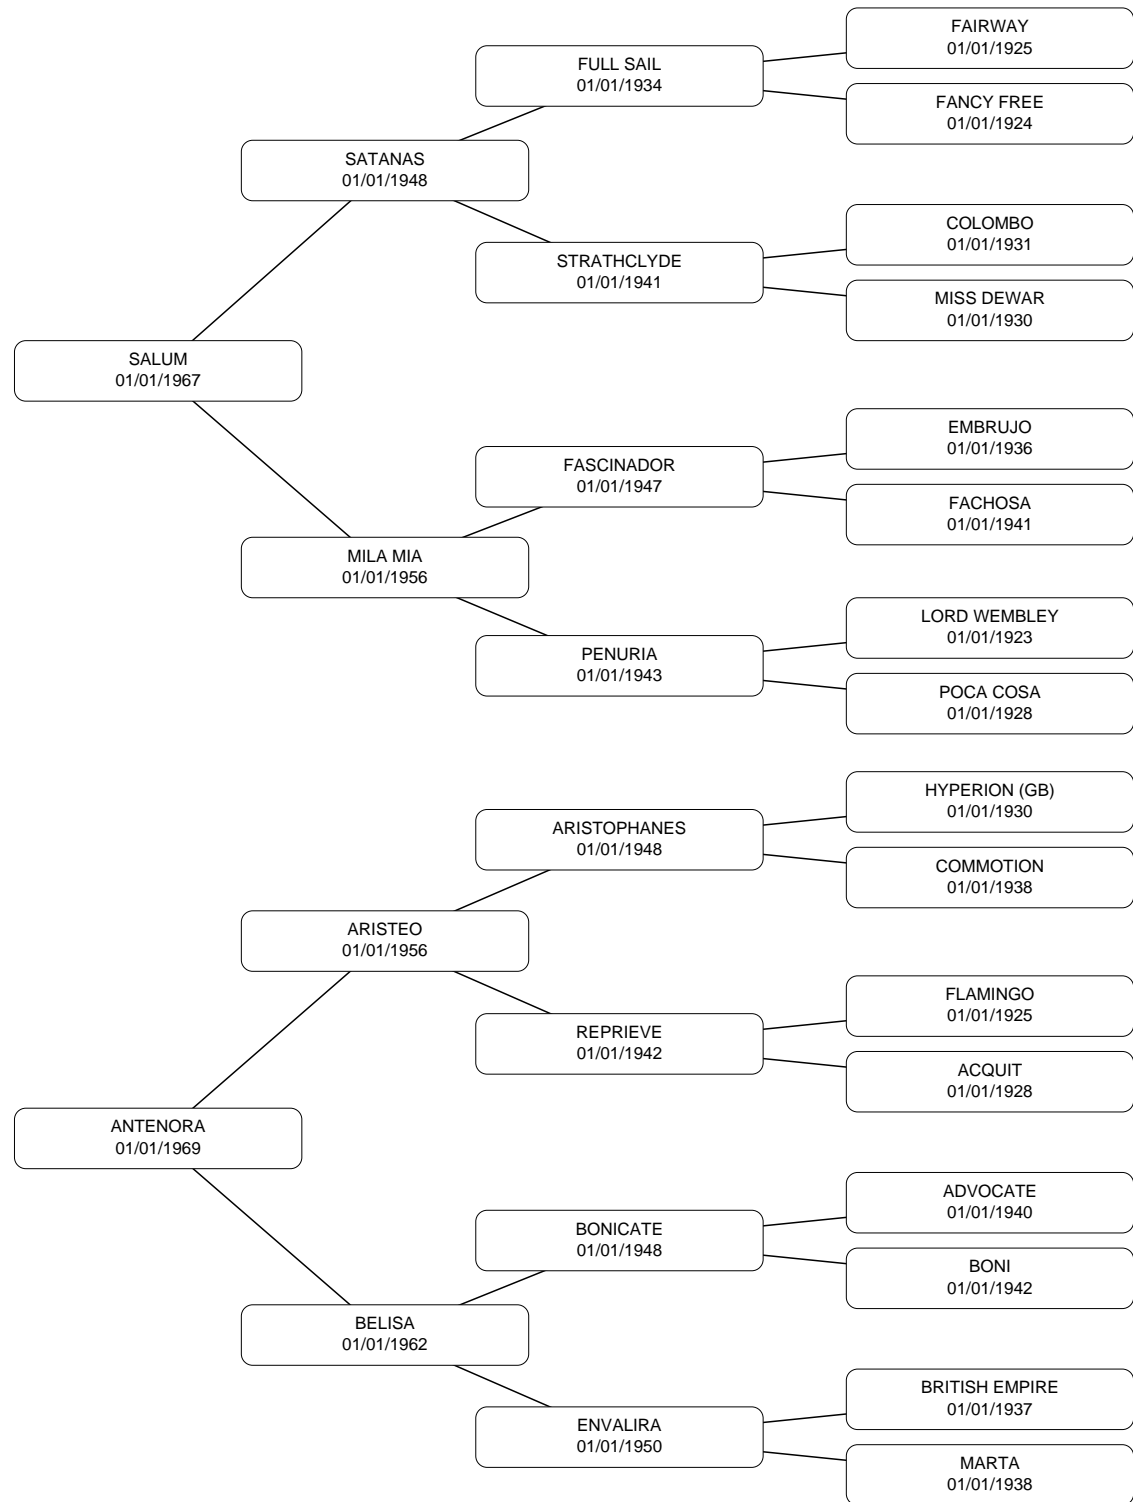 FAIRWAY
01/01/1925
FULL SAIL
01/01/1934
FANCY FREE
01/01/1924
SATANAS
01/01/1948
COLOMBO
01/01/1931
STRATHCLYDE
01/01/1941
MISS DEWAR
01/01/1930
SALUM
01/01/1967
EMBRUJO
01/01/1936
FASCINADOR
01/01/1947
FACHOSA
01/01/1941
MILA MIA
01/01/1956
LORD WEMBLEY
01/01/1923
PENURIA
01/01/1943
POCA COSA
01/01/1928
HYPERION (GB)
01/01/1930
ARISTOPHANES
01/01/1948
COMMOTION
01/01/1938
ARISTEO
01/01/1956
FLAMINGO
01/01/1925
REPRIEVE
01/01/1942
ACQUIT
01/01/1928
ANTENORA
01/01/1969
ADVOCATE
01/01/1940
BONICATE
01/01/1948
BONI
01/01/1942
BELISA
01/01/1962
BRITISH EMPIRE
01/01/1937
ENVALIRA
01/01/1950
MARTA
01/01/1938